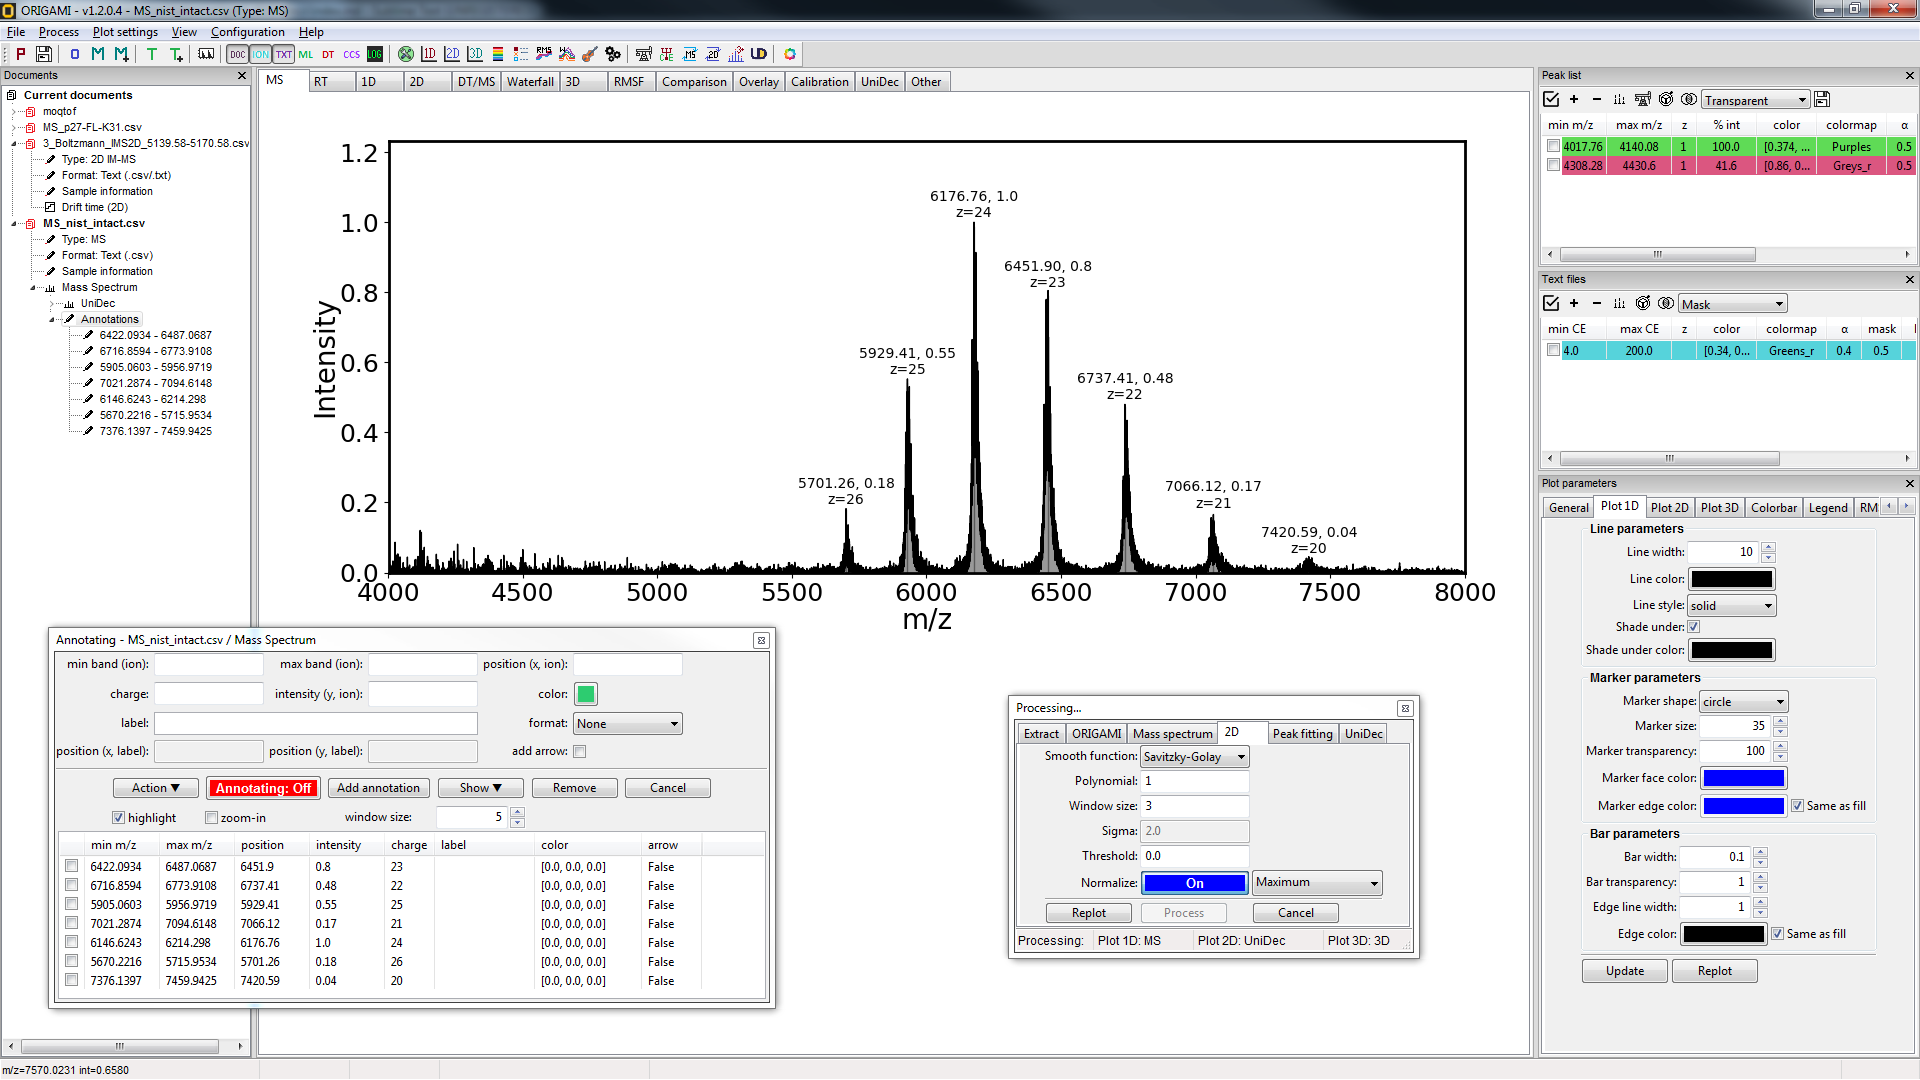 ORIGAMI - v1.2.0.4 - MS_nist_intact.csv (Type: MS)
File Process Plot settings View Configuration Help
P O M M T T DOC ION TXT ML DT CCS LOG 1D 2D 3D RMS MS 2D UD
Documents
Current documents
moqtof
MS_p27-FL-K31.csv
3_Boltzmann_IMS2D_5139.58-5170.58.csv
Type: 2D IM-MS
Format: Text (.csv/.txt)
Sample information
Drift time (2D)
MS_nist_intact.csv
Type: MS
Format: Text (.csv)
Sample information
Mass Spectrum
UniDec
Annotations
6422.0934 - 6487.0687
6716.8594 - 6773.9108
5905.0603 - 5956.9719
7021.2874 - 7094.6148
6146.6243 - 6214.298
5670.2216 - 5715.9534
7376.1397 - 7459.9425
MS RT 1D 2D DT/MS Waterfall 3D RMSF Comparison Overlay Calibration UniDec Other
1.2
1.0
0.8
0.6
0.4
0.2
0.0
Intensity
6176.76, 1.0
z=24
6451.90, 0.8
z=23
5929.41, 0.55
z=25
6737.41, 0.48
z=22
5701.26, 0.18
z=26
7066.12, 0.17
z=21
7420.59, 0.04
z=20
4000 4500 5000 5500 6000 6500 7000 7500 8000
m/z
Annotating - MS_nist_intact.csv / Mass Spectrum
min band (ion): max band (ion): position (x, ion):
charge: intensity (y, ion): color:
label: format: None
position (x, label): position (y, label): add arrow:
Action ▼ Annotating: Off Add annotation Show ▼ Remove Cancel
highlight zoom-in window size: 5
min m/z max m/z position intensity charge label color arrow
6422.0934 6487.0687 6451.9 0.8 23 [0.0, 0.0, 0.0] False
6716.8594 6773.9108 6737.41 0.48 22 [0.0, 0.0, 0.0] False
5905.0603 5956.9719 5929.41 0.55 25 [0.0, 0.0, 0.0] False
7021.2874 7094.6148 7066.12 0.17 21 [0.0, 0.0, 0.0] False
6146.6243 6214.298 6176.76 1.0 24 [0.0, 0.0, 0.0] False
5670.2216 5715.9534 5701.26 0.18 26 [0.0, 0.0, 0.0] False
7376.1397 7459.9425 7420.59 0.04 20 [0.0, 0.0, 0.0] False
Processing...
Extract ORIGAMI Mass spectrum 2D Peak fitting UniDec
Smooth function: Savitzky-Golay
Polynomial: 1
Window size: 3
Sigma: 2.0
Threshold: 0.0
Normalize: On Maximum
Replot Process Cancel
Processing: Plot 1D: MS Plot 2D: UniDec Plot 3D: 3D
Peak list
Transparent
min m/z max m/z z % int color colormap α
4017.76 4140.08 1 100.0 [0.374, ... Purples 0.5
4308.28 4430.6 1 41.6 [0.86, 0... Greys_r 0.5
Text files
Mask
min CE max CE z color colormap α mask
4.0 200.0 [0.34, 0... Greens_r 0.4 0.5
Plot parameters
General Plot 1D Plot 2D Plot 3D Colorbar Legend RM
Line parameters
Line width: 10
Line color:
Line style: solid
Shade under:
Shade under color:
Marker parameters
Marker shape: circle
Marker size: 35
Marker transparency: 100
Marker face color:
Marker edge color: Same as fill
Bar parameters
Bar width: 0.1
Bar transparency: 1
Edge line width: 1
Edge color: Same as fill
Update Replot
m/z=7570.0231 int=0.6580